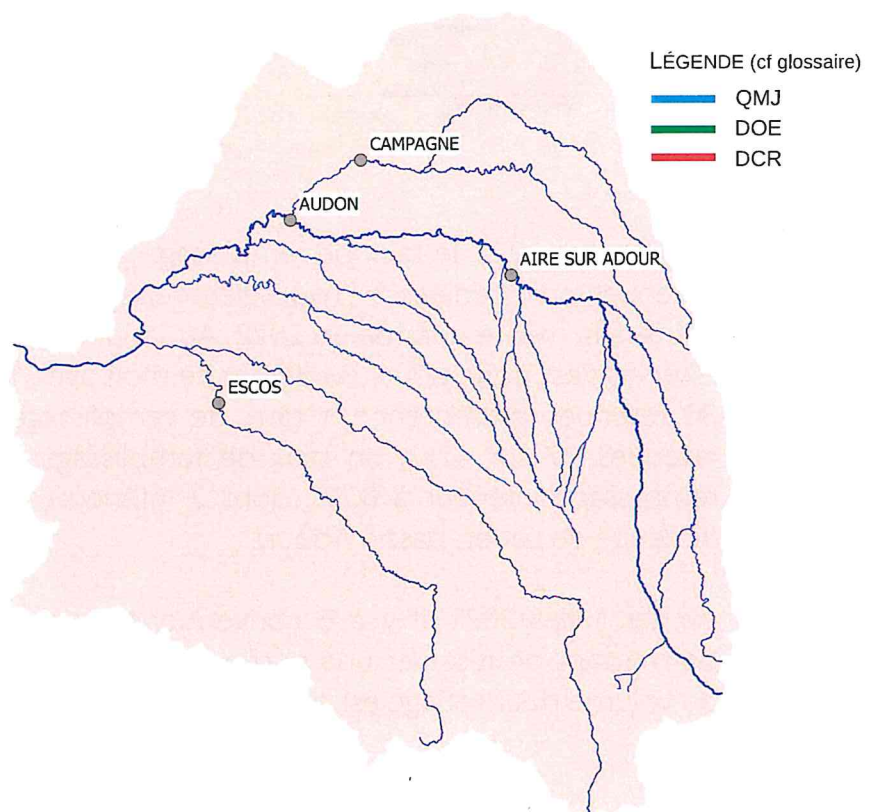 LÉGENDE (cf glossaire)
QMJ
DOE
DCR
CAMPAGNE
AUDON
AIRE SUR ADOUR
ESCOS